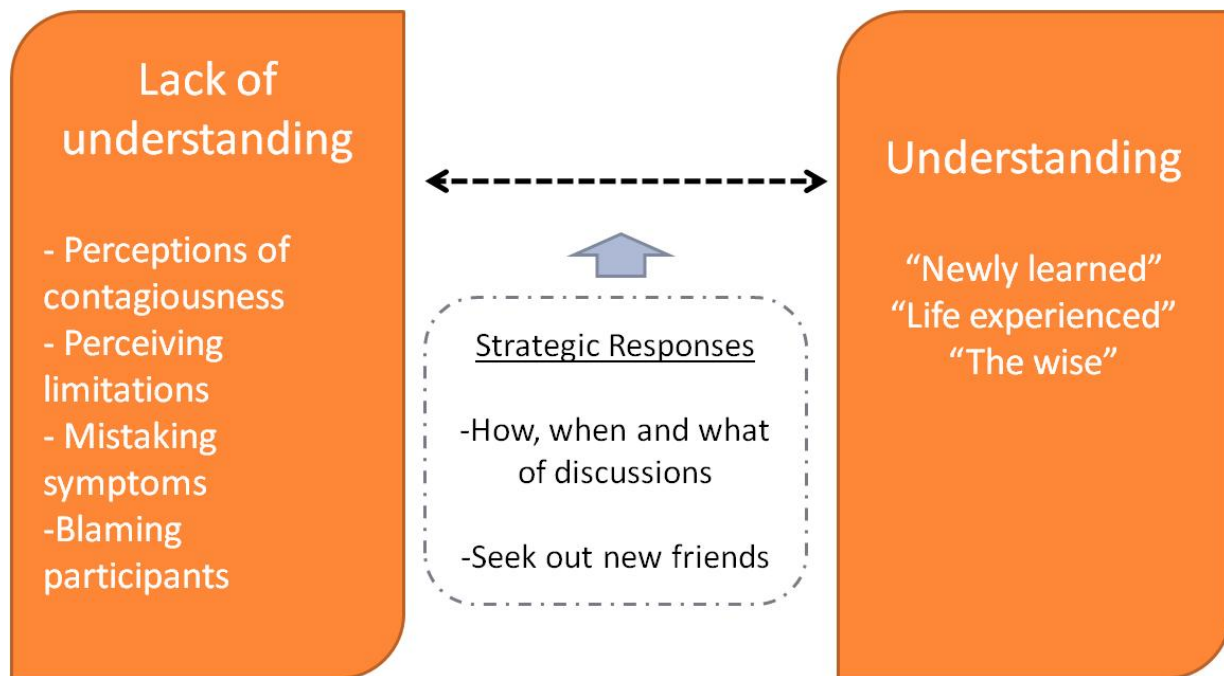 Lack of
understanding
- Perceptions of
contagiousness
- Perceiving
limitations
- Mistaking
symptoms
-Blaming
participants
Strategic Responses
-How, when and what
of discussions
-Seek out new friends
Understanding
“Newly learned”
“Life experienced”
“The wise”